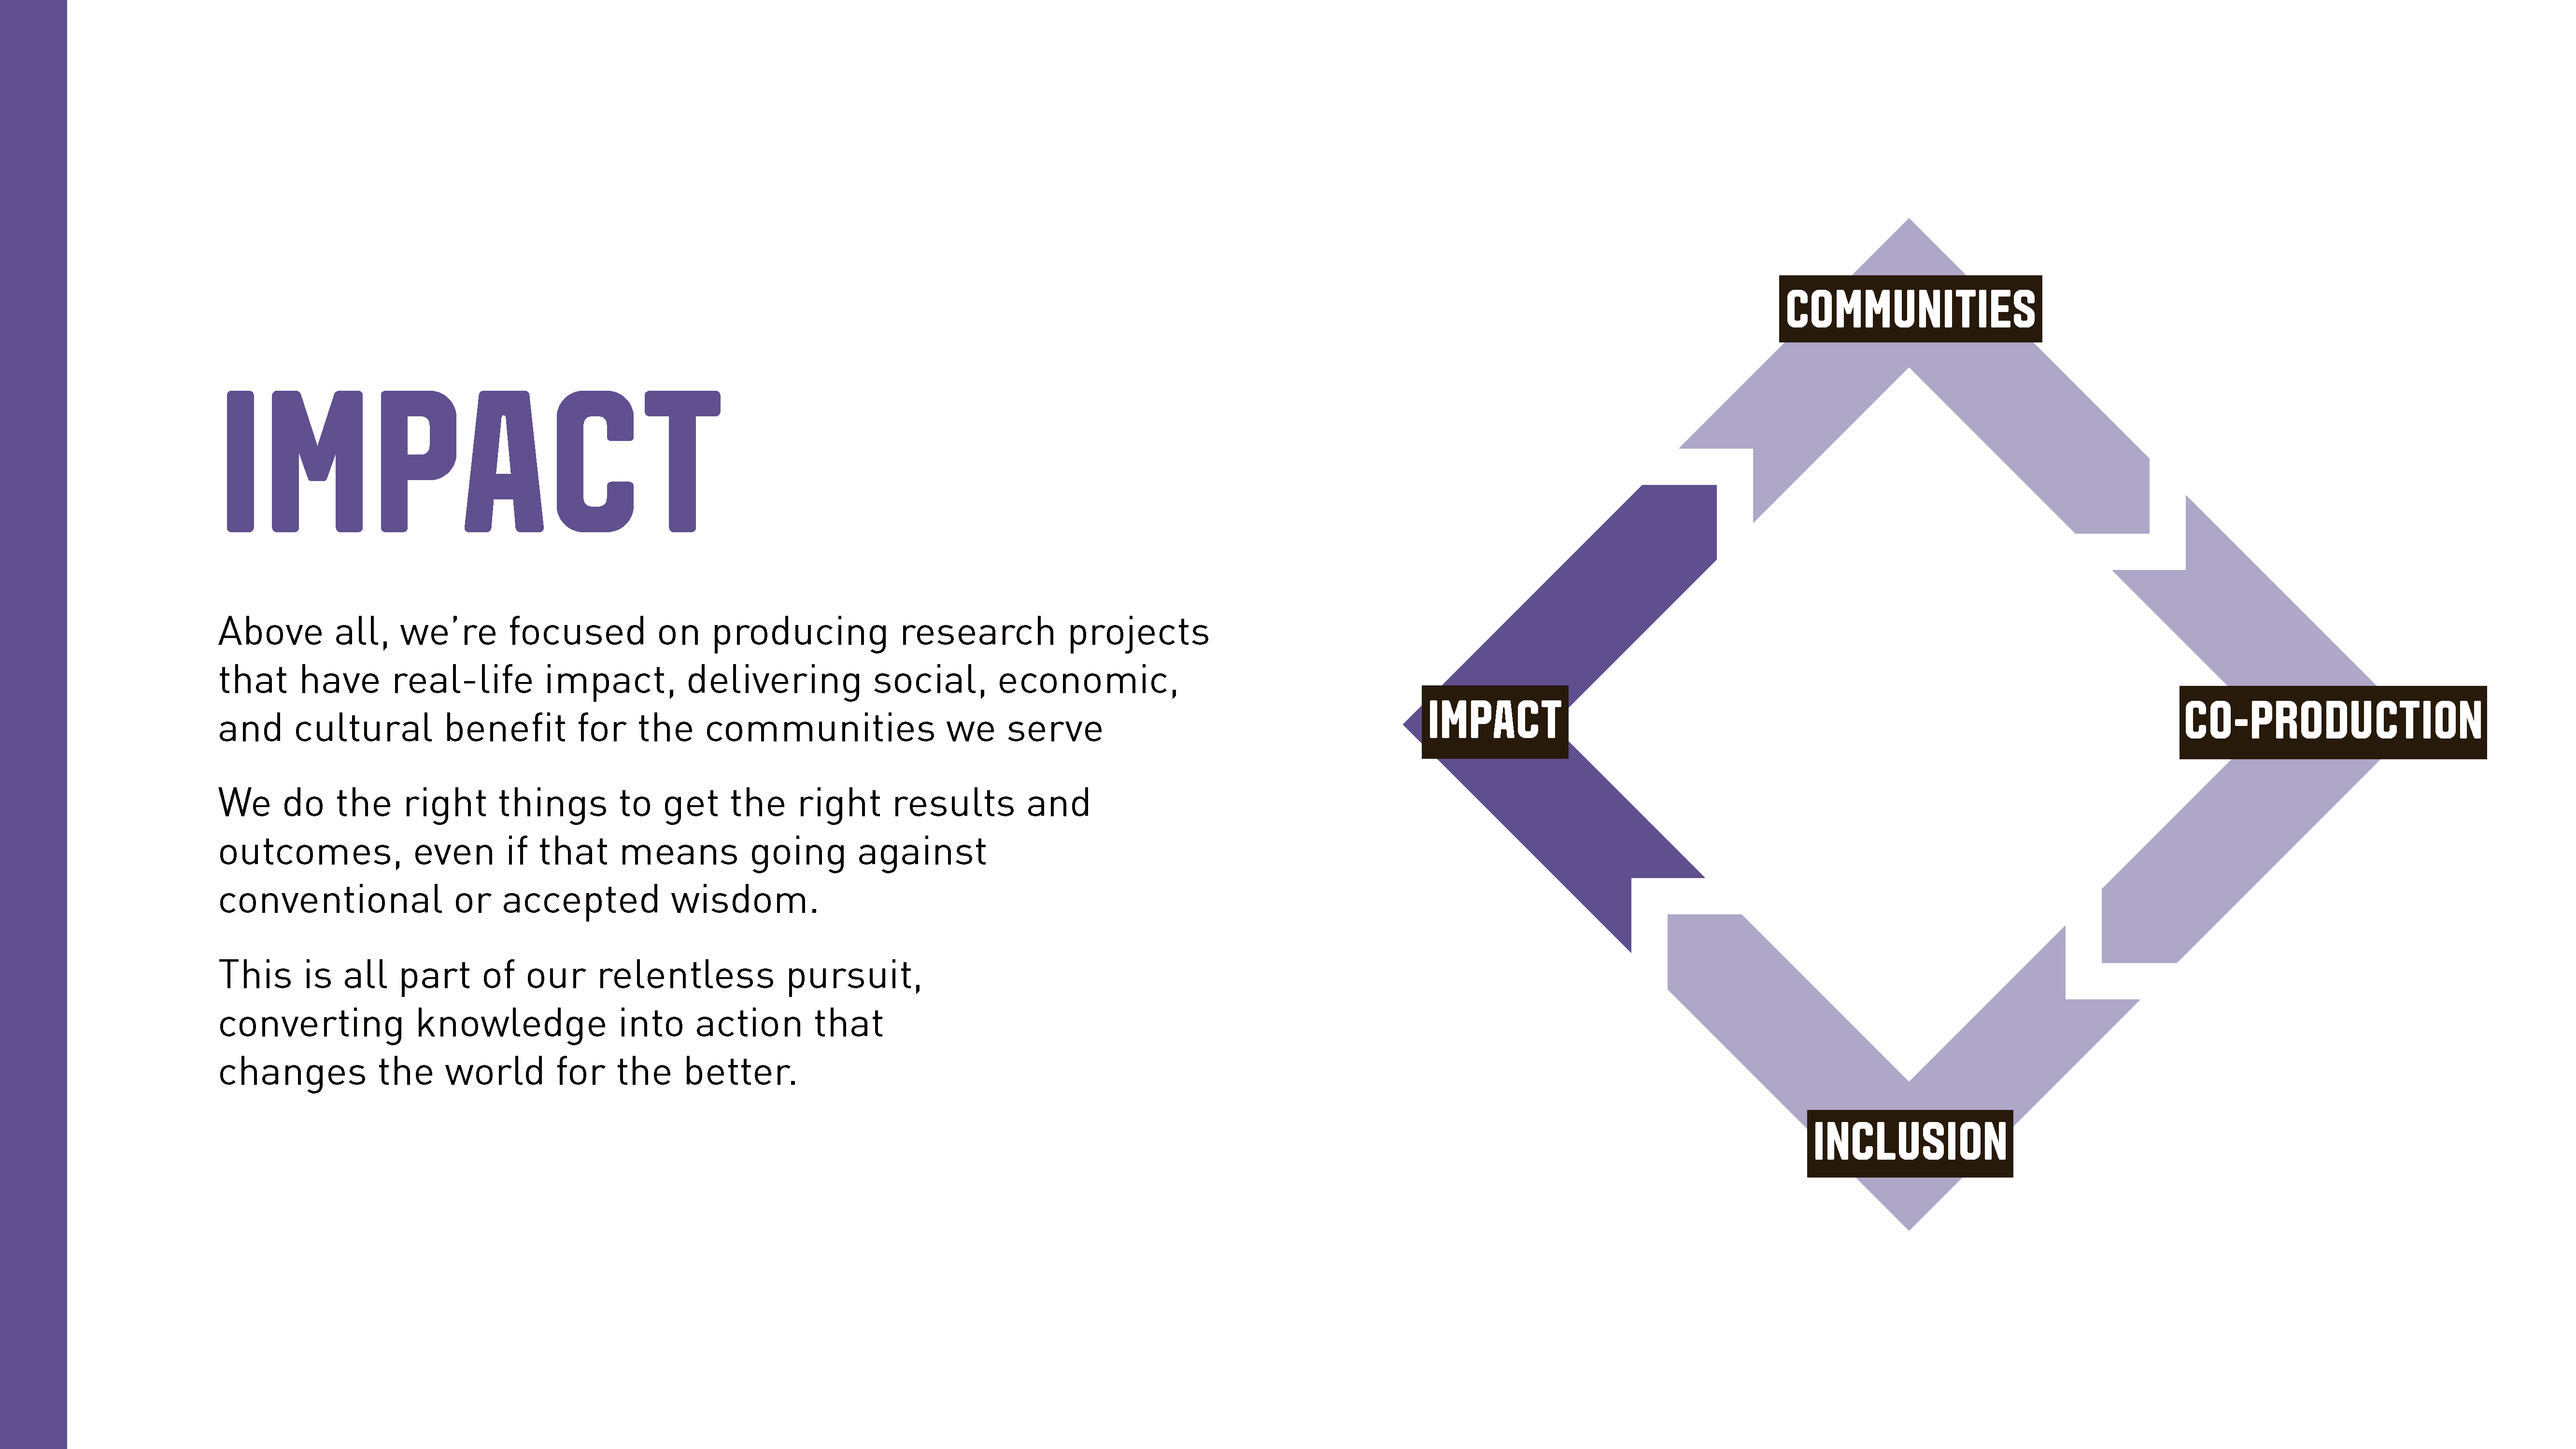 IMPACT
Above all, we’re focused on producing research projects
that have real-life impact, delivering social, economic,
and cultural benefit for the communities we serve
We do the right things to get the right results and
outcomes, even if that means going against
conventional or accepted wisdom.
This is all part of our relentless pursuit,
converting knowledge into action that
changes the world for the better.
COMMUNITIES
IMPACT
CO-PRODUCTION
INCLUSION